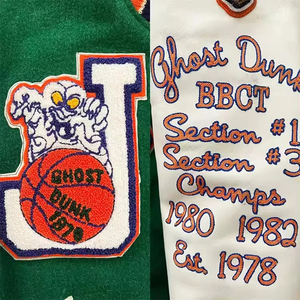 J
GHOST
DUNK
1978
Ghost Dunk
BBCT
Section #1
Section #3
Champs
1980 1982
Est. 1978